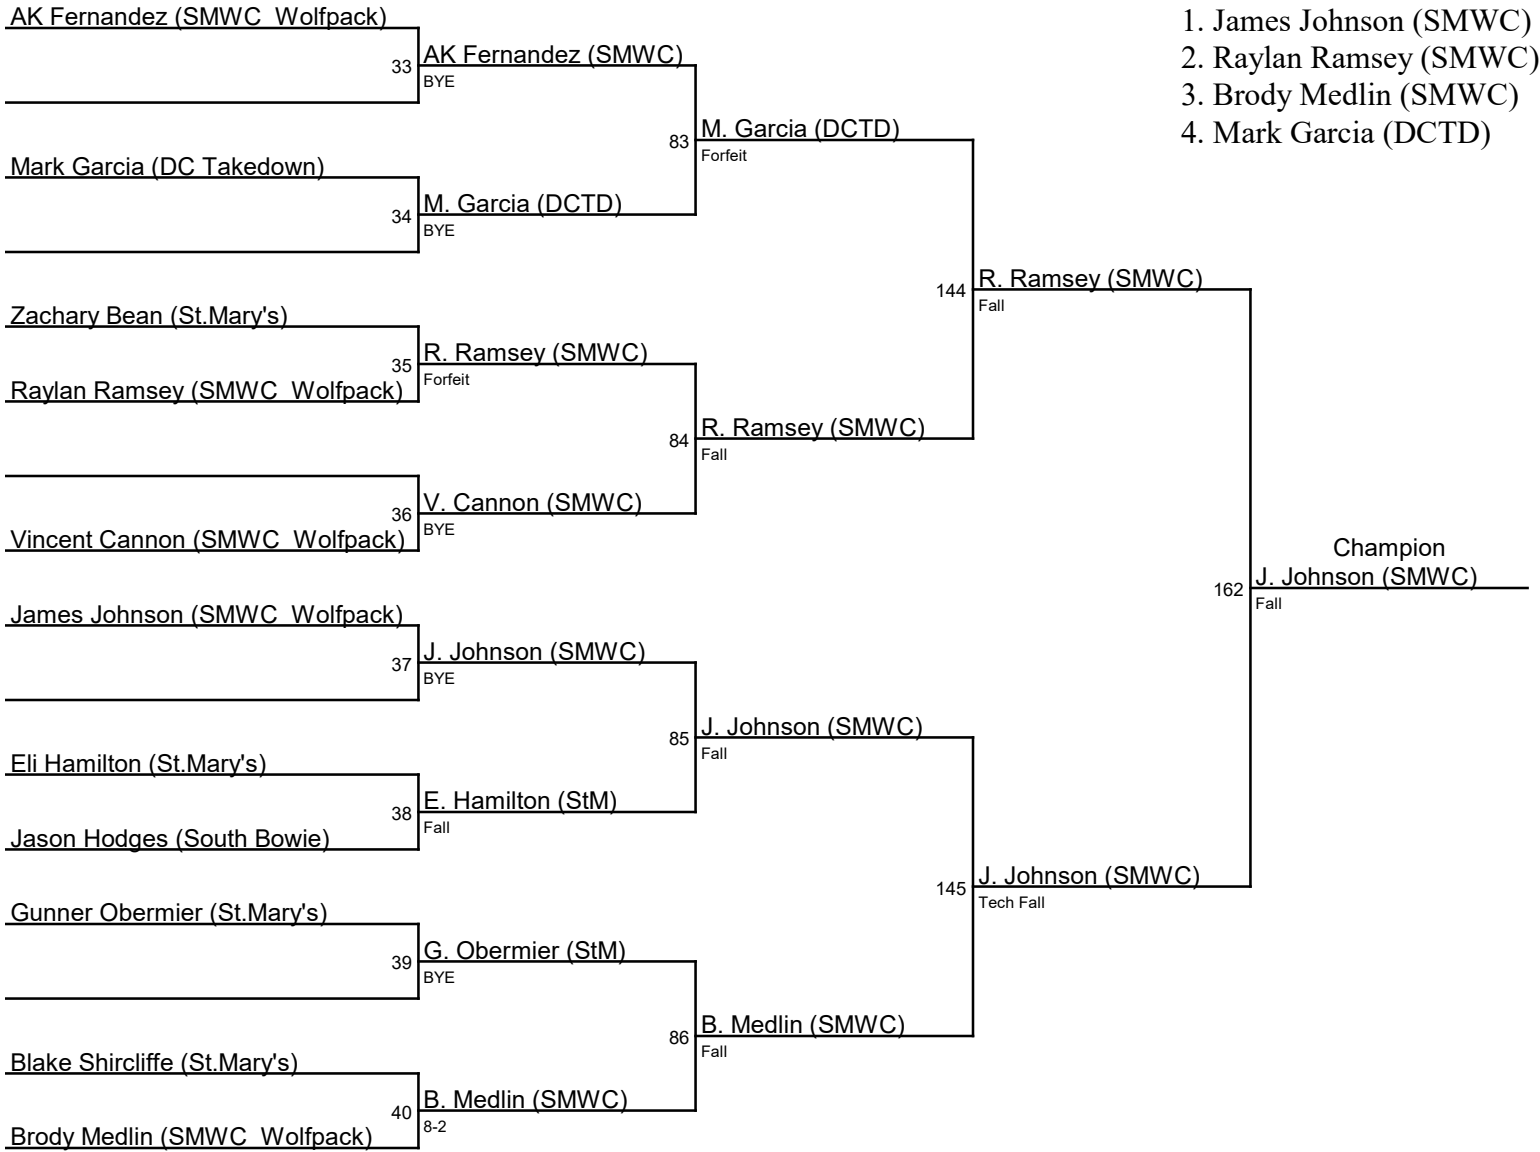 AK Fernandez (SMWC  Wolfpack)
33
AK Fernandez (SMWC)
BYE
Mark Garcia (DC Takedown)
34
M. Garcia (DCTD)
BYE
83
M. Garcia (DCTD)
Forfeit
Zachary Bean (St.Mary's)
35
R. Ramsey (SMWC)
Forfeit
Raylan Ramsey (SMWC  Wolfpack)
84
R. Ramsey (SMWC)
Fall
36
V. Cannon (SMWC)
BYE
Vincent Cannon (SMWC  Wolfpack)
144
R. Ramsey (SMWC)
Fall
James Johnson (SMWC  Wolfpack)
37
J. Johnson (SMWC)
BYE
85
J. Johnson (SMWC)
Fall
Eli Hamilton (St.Mary's)
38
E. Hamilton (StM)
Fall
Jason Hodges (South Bowie)
145
J. Johnson (SMWC)
Tech Fall
Gunner Obermier (St.Mary's)
39
G. Obermier (StM)
BYE
86
B. Medlin (SMWC)
Fall
Blake Shircliffe (St.Mary's)
40
B. Medlin (SMWC)
8-2
Brody Medlin (SMWC  Wolfpack)
Champion
162
J. Johnson (SMWC)
Fall
1. James Johnson (SMWC)
2. Raylan Ramsey (SMWC)
3. Brody Medlin (SMWC)
4. Mark Garcia (DCTD)